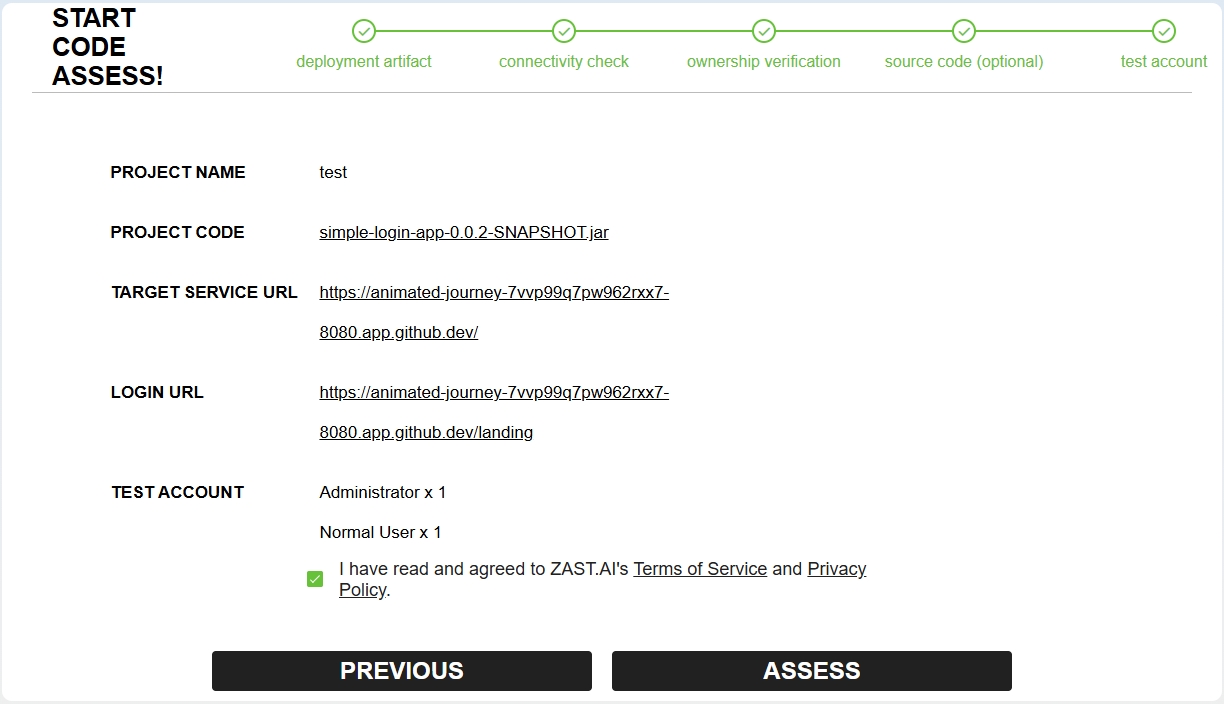 START
CODE
ASSESS!
deployment artifact
connectivity check
ownership verification
source code (optional)
test account
PROJECT NAME
test
PROJECT CODE
simple-login-app-0.0.2-SNAPSHOT.jar
TARGET SERVICE URL
https://animated-journey-7vvp99q7pw962rxx7-
8080.app.github.dev/
LOGIN URL
https://animated-journey-7vvp99q7pw962rxx7-
8080.app.github.dev/landing
TEST ACCOUNT
Administrator x 1
Normal User x 1
I have read and agreed to ZAST.AI's Terms of Service and Privacy
Policy.
PREVIOUS
ASSESS